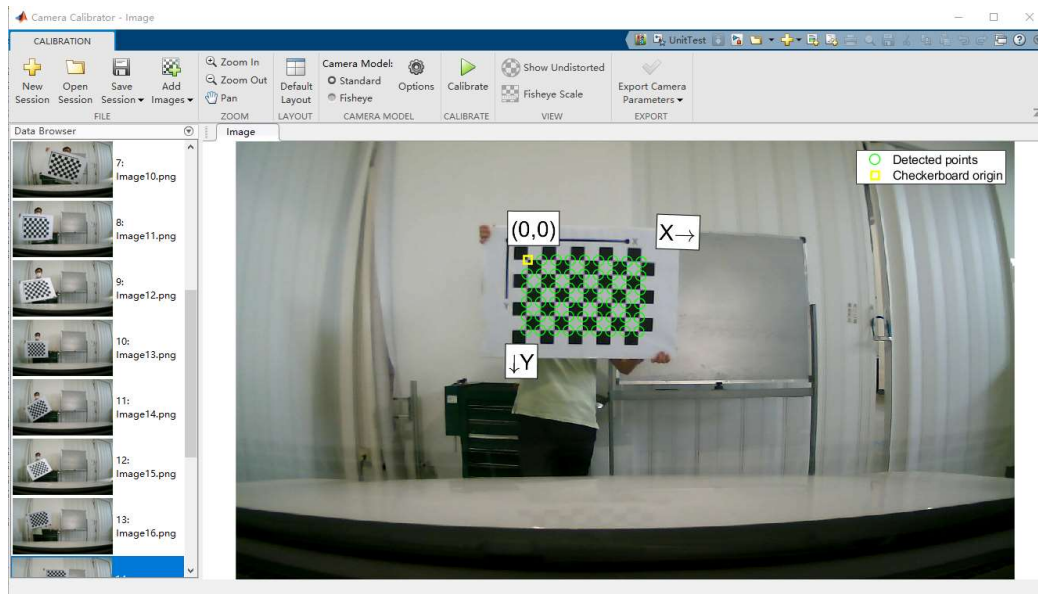 Camera Calibrator - Image
CALIBRATION
UnitTest
New Session
Open Session
Save Session
Add Images
FILE
Zoom In
Zoom Out
Pan
ZOOM
Default Layout
LAYOUT
Camera Model:
Standard
Fisheye
Options
CAMERA MODEL
Calibrate
CALIBRATE
Show Undistorted
Fisheye Scale
VIEW
Export Camera Parameters
EXPORT
Data Browser
Image
7:
Image10.png
8:
Image11.png
9:
Image12.png
10:
Image13.png
11:
Image14.png
12:
Image15.png
13:
Image16.png
Detected points
Checkerboard origin
(0,0)
X→
X
↓Y